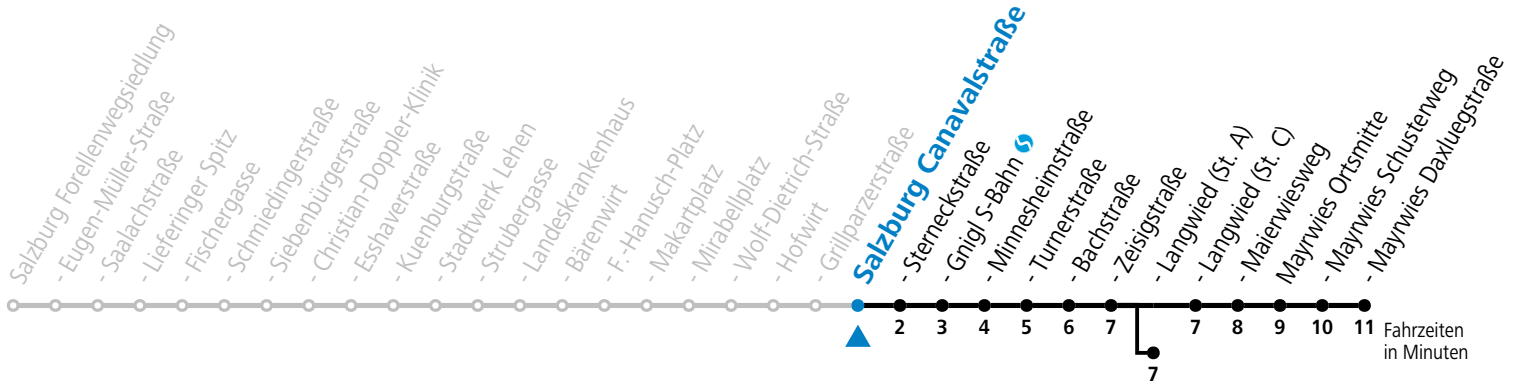 Salzburg Forellenwegsiedlung
- Eugen-Müller-Straße
- Saalachstraße
- Lieferinger Spitz
- Fischergasse
- Schmiedingerstraße
- Siebenbürgerstraße
- Christian-Doppler-Klinik
- Esshaverstraße
- Kuenburgstraße
- Stadtwerk Lehen
- Strubergasse
- Landeskrankenhaus
- Bärenwirt
- F.-Hanusch-Platz
- Makartplatz
- Mirabellplatz
- Wolf-Dietrich-Straße
- Hofwirt
- Grillparzerstraße
Salzburg Canavalstraße
- Sterneckstraße
- Gnigl S-Bahn
- Minnesheimstraße
- Turnerstraße
- Bachstraße
- Zeisigstraße
- Langwied (St. A)
- Langwied (St. C)
- Maierwiesweg
Mayrwies Ortsmitte
- Mayrwies Schusterweg
- Mayrwies Daxluegstraße
2 3 4 5 6 7 7 8 9 10 11 Fahrzeiten
in Minuten
7